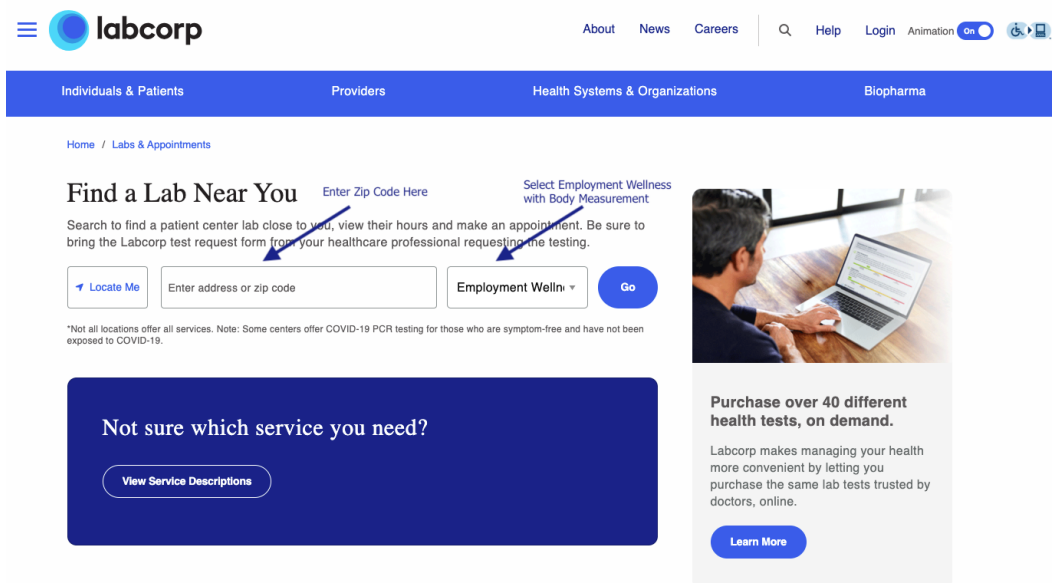 labcorp
About News Careers Help Login Animation On
Individuals & Patients Providers Health Systems & Organizations Biopharma
Home / Labs & Appointments
Find a Lab Near You
Enter Zip Code Here
Select Employment Wellness
with Body Measurement
Search to find a patient center lab close to you, view their hours and make an appointment. Be sure to
bring the Labcorp test request form from your healthcare professional requesting the testing.
Locate Me
Enter address or zip code
Employment Welln
Go
*Not all locations offer all services. Note: Some centers offer COVID-19 PCR testing for those who are symptom-free and have not been
exposed to COVID-19.
Not sure which service you need?
View Service Descriptions
Purchase over 40 different
health tests, on demand.
Labcorp makes managing your health
more convenient by letting you
purchase the same lab tests trusted by
doctors, online.
Learn More